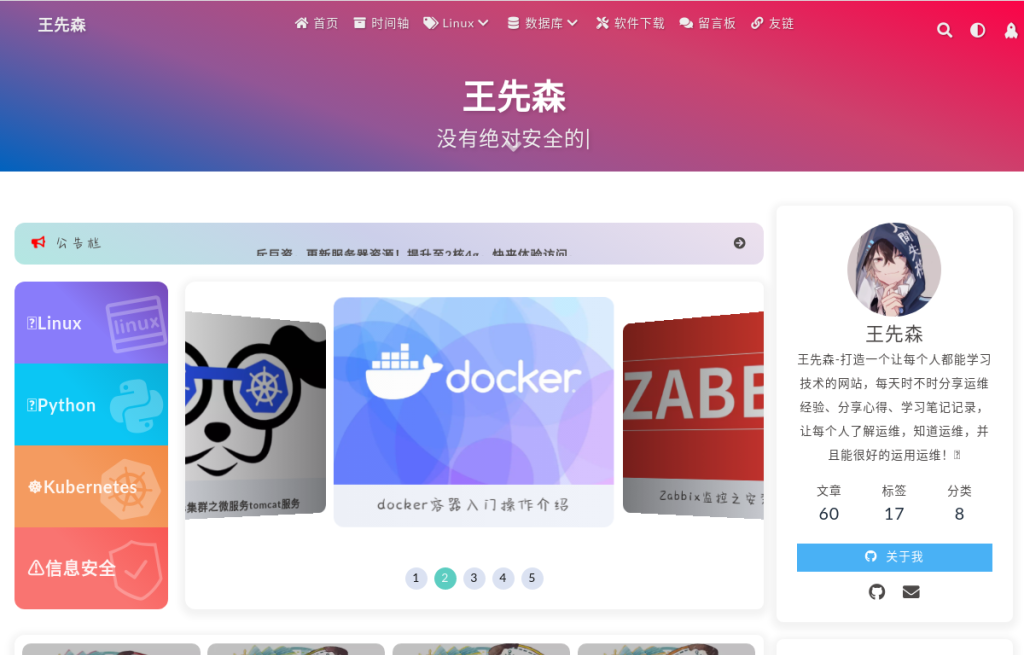 王先森
首页
时间轴
Linux
数据库
软件下载
留言板
友链
王先森
没有绝对安全的|
公告栏
斥巨资，更新服务器资源！提升至2核4g，快来体验访问
Linux
linux
Python
Kubernetes
信息安全
集群之微服务tomcat服务
docker
docker容器入门操作介绍
ZABB
Zabbix监控之安
1
2
3
4
5
人間失格
王先森
王先森-打造一个让每个人都能学习
技术的网站，每天时不时分享运维
经验、分享心得、学习笔记记录，
让每个人了解运维，知道运维，并
且能很好的运用运维！
文章
标签
分类
60
17
8
关于我